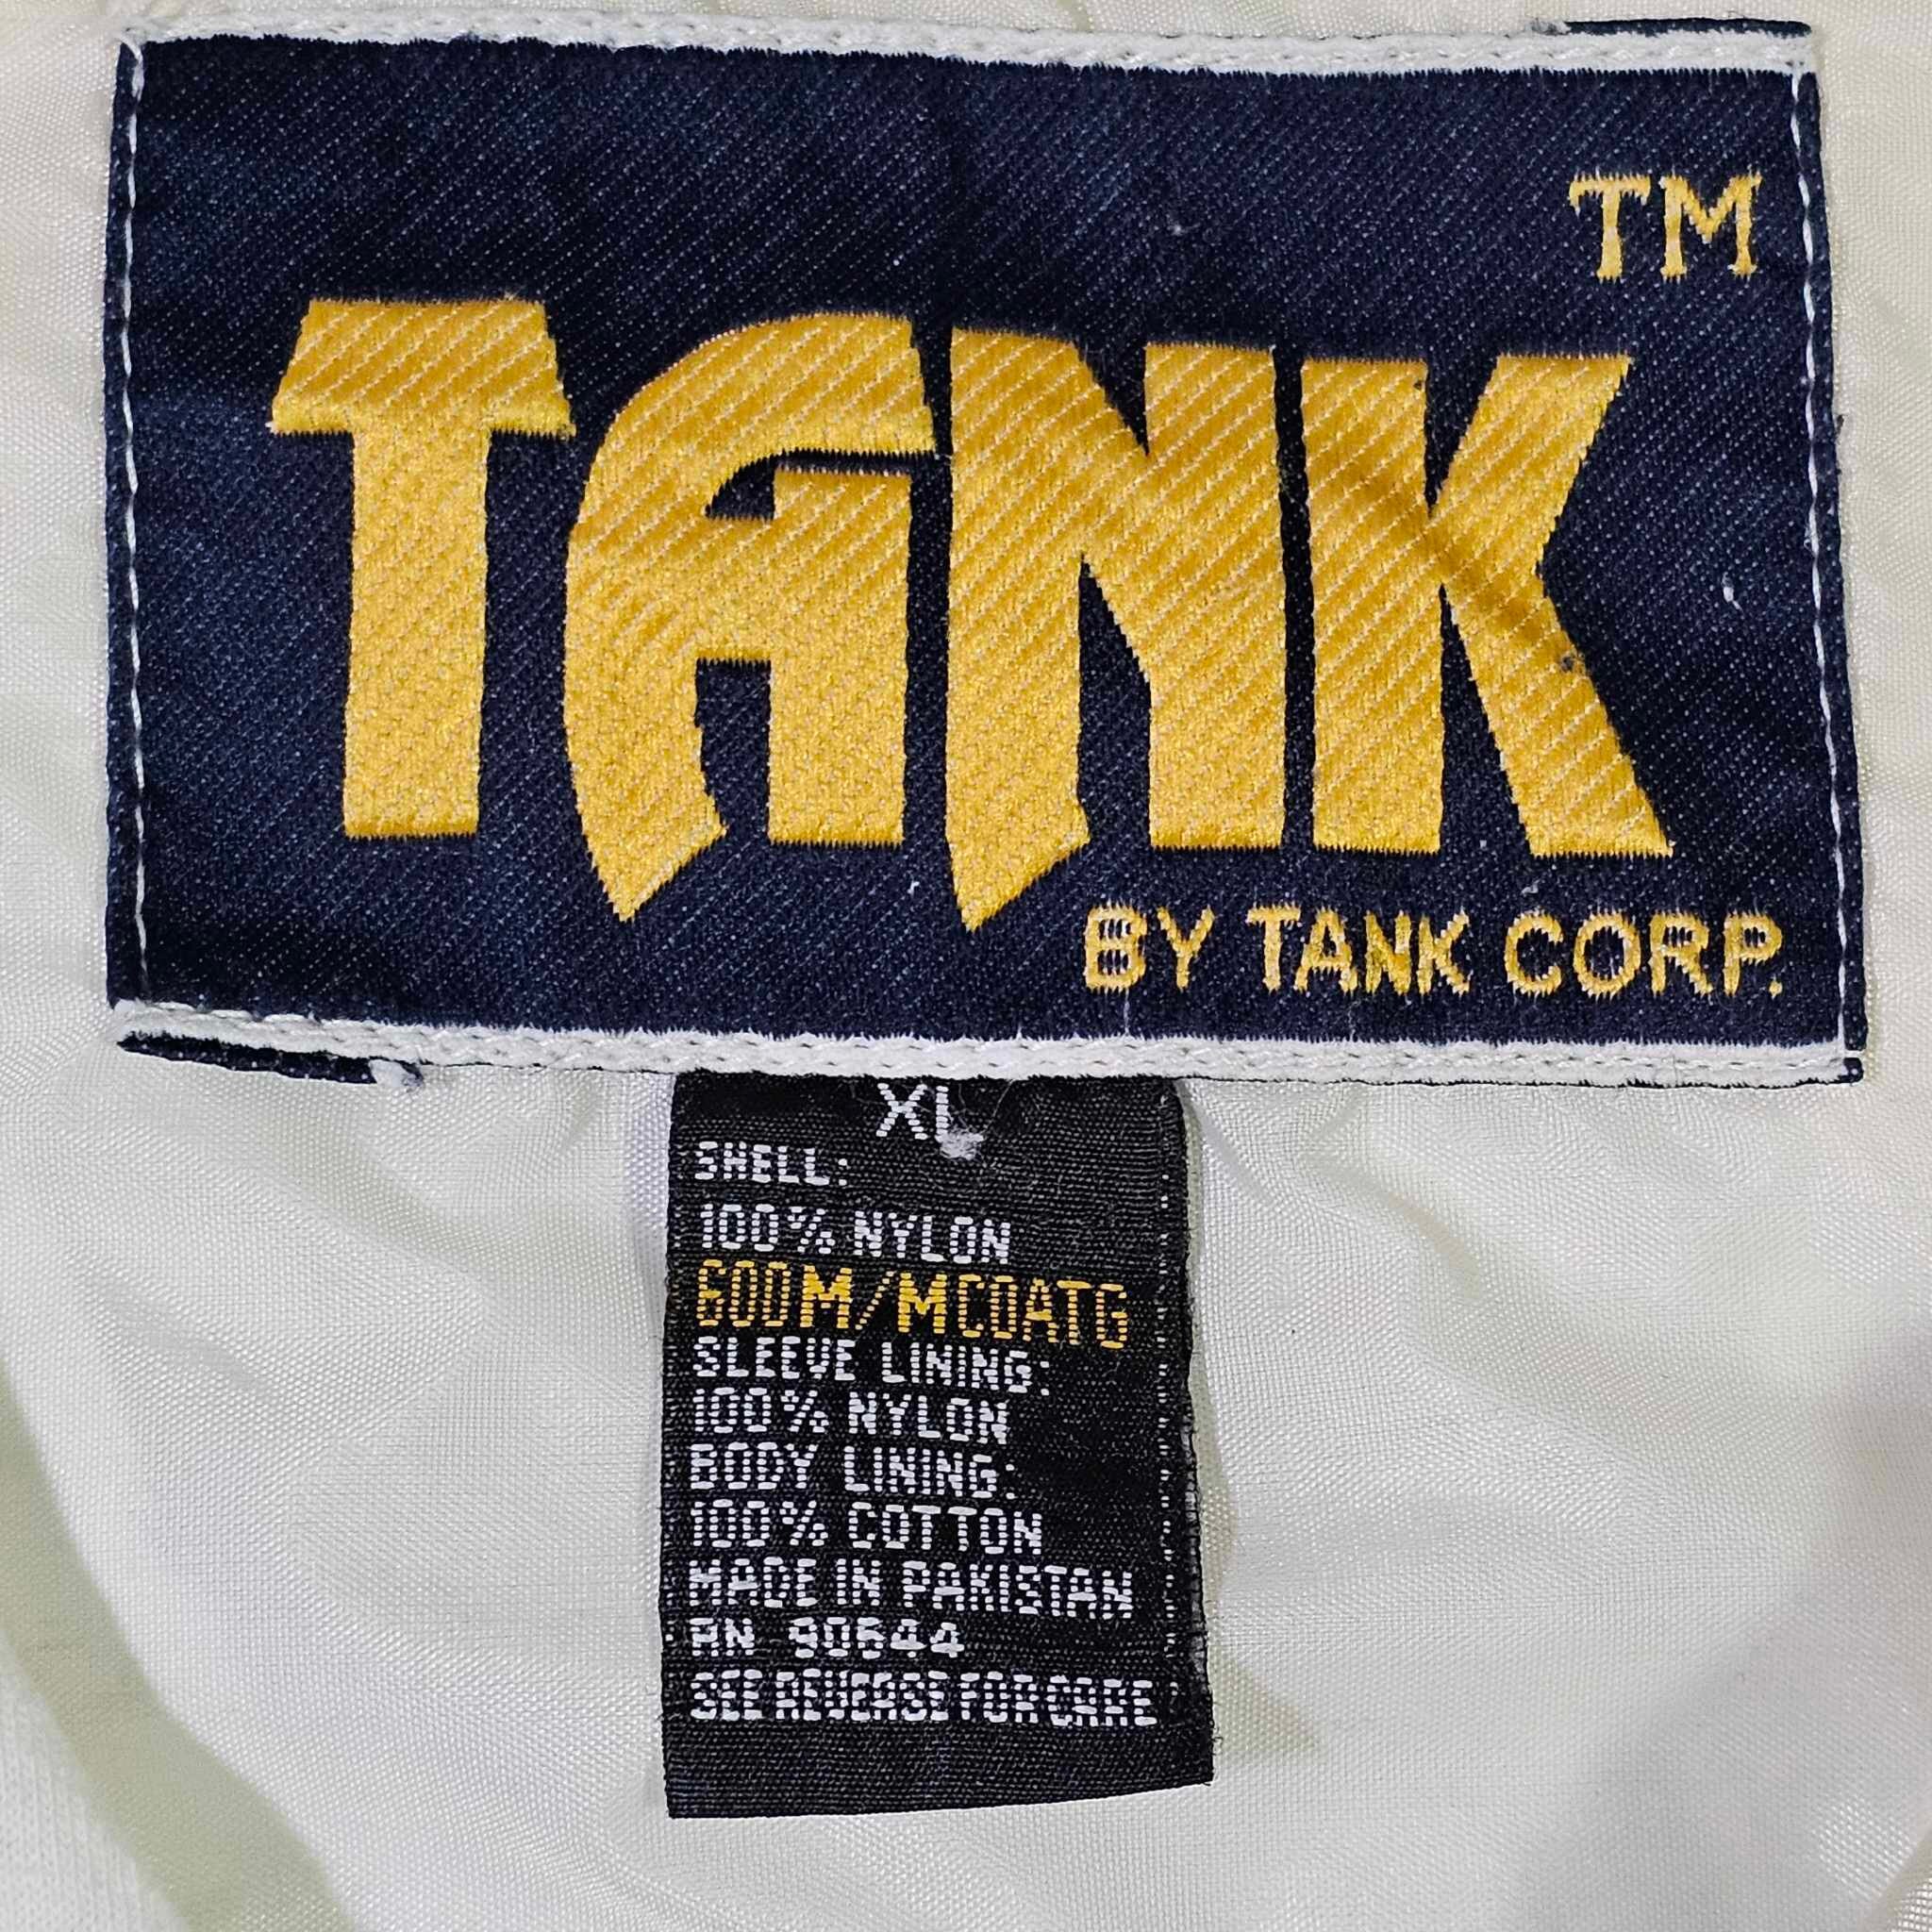 TM
TANK
BY TANK CORP.
XL
SHELL:
100% NYLON
600M/MCOATG
SLEEVE LINING:
100% NYLON
BODY LINING:
100% COTTON
MADE IN PAKISTAN
RN 90544
SEE REVERSE FOR CARE